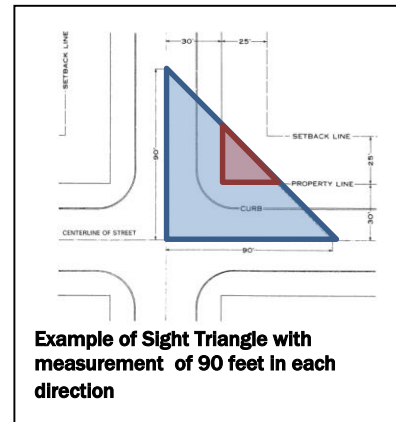 SETBACK LINE
30'
25'
90'
SETBACK LINE
25'
PROPERTY LINE
CURB
30'
CENTERLINE OF STREET
90'
Example of Sight Triangle with
measurement of 90 feet in each
direction